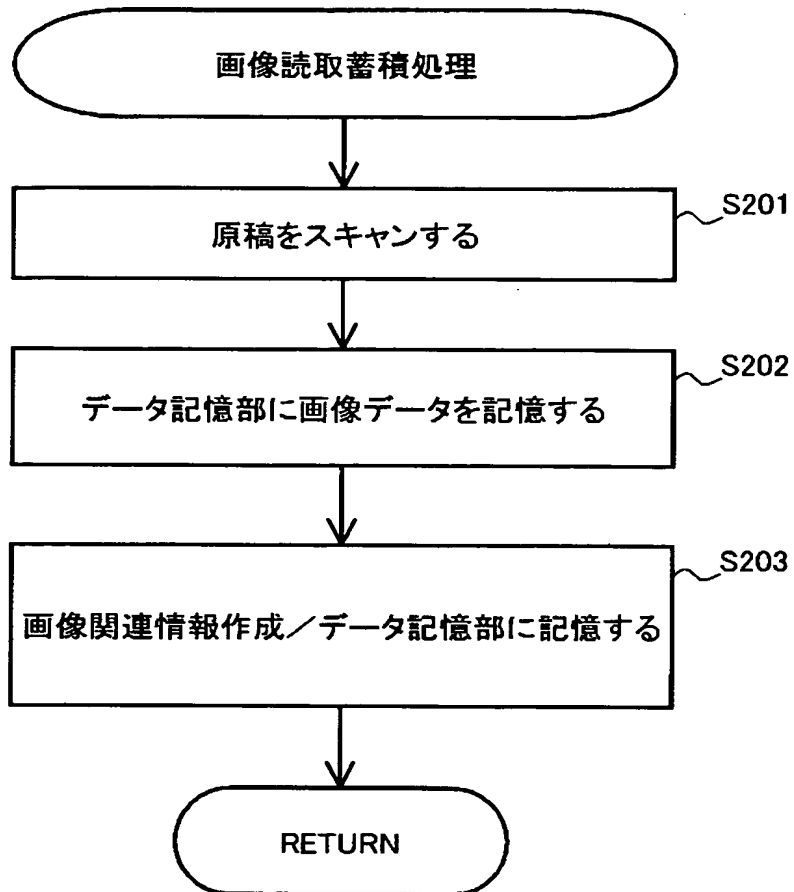 画像読取蓄積処理
S201
原稿をスキャンする
S202
データ記憶部に画像データを記憶する
S203
画像関連情報作成／データ記憶部に記憶する
RETURN